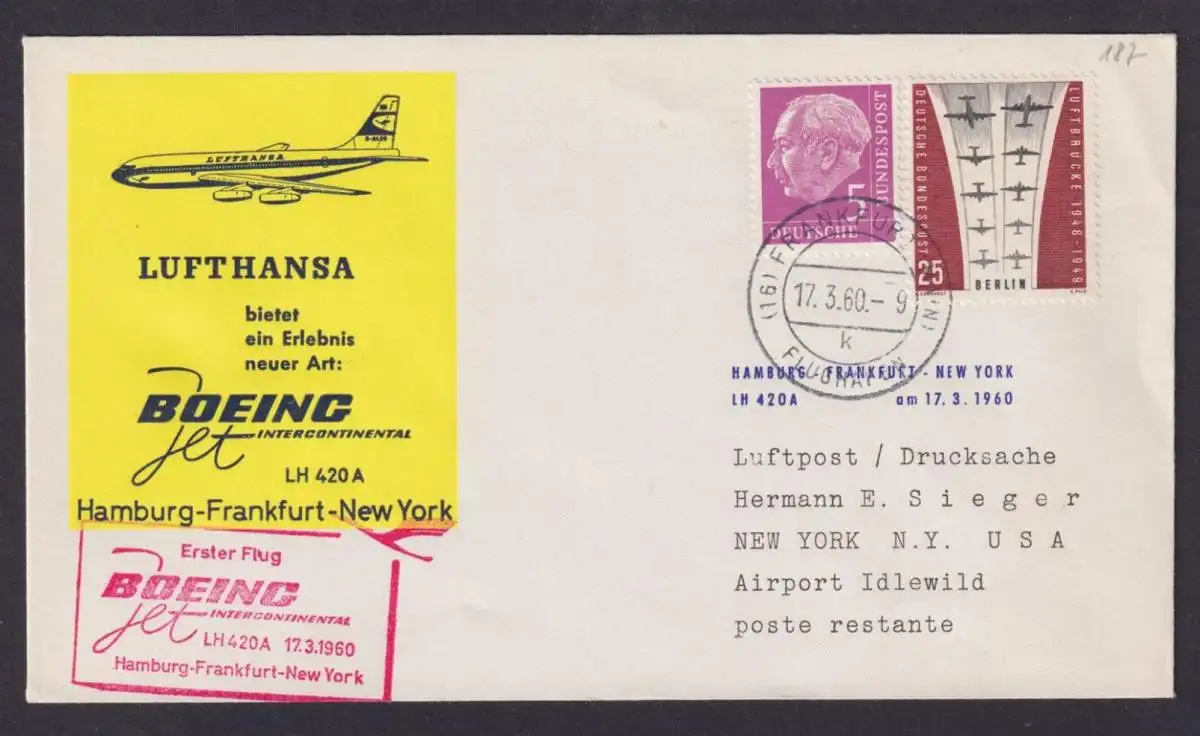 187
LUFTHANSA
LUFTHANSA
bietet
ein Erlebnis
neuer Art:
BOEING
Jet INTERCONTINENTAL
LH 420 A
Hamburg-Frankfurt-New York
Erster Flug
BOEING
Jet INTERCONTINENTAL
LH 420A 17.3.1960
Hamburg-Frankfurt-New York
5
DEUTSCHE
BUNDESPOST
DEUTSCHE BUNDESPOST
LUFTBRÜCKE 1948-1949
25
BERLIN
(16) FRANKFURT
17. 3. 60. - 9
k
FLUGHAFEN
HAMBURG - FRANKFURT - NEW YORK
LH 420A am 17. 3. 1960
Luftpost / Drucksache
Hermann E. S i e g e r
NEW YORK N.Y. U S A
Airport Idlewild
poste restante